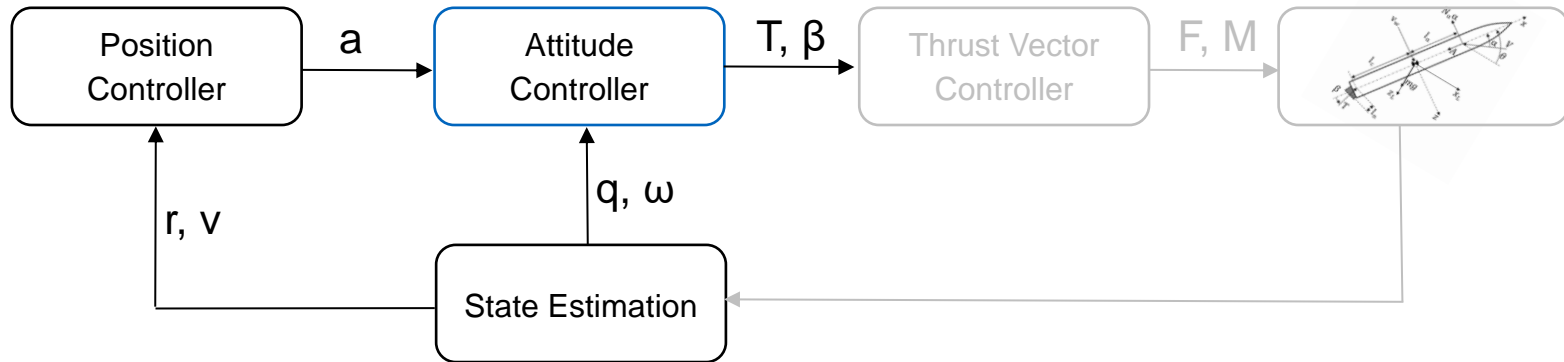 Position
Controller
a
Attitude
Controller
T, β
Thrust Vector
Controller
F, M
r, v
q, ω
State Estimation